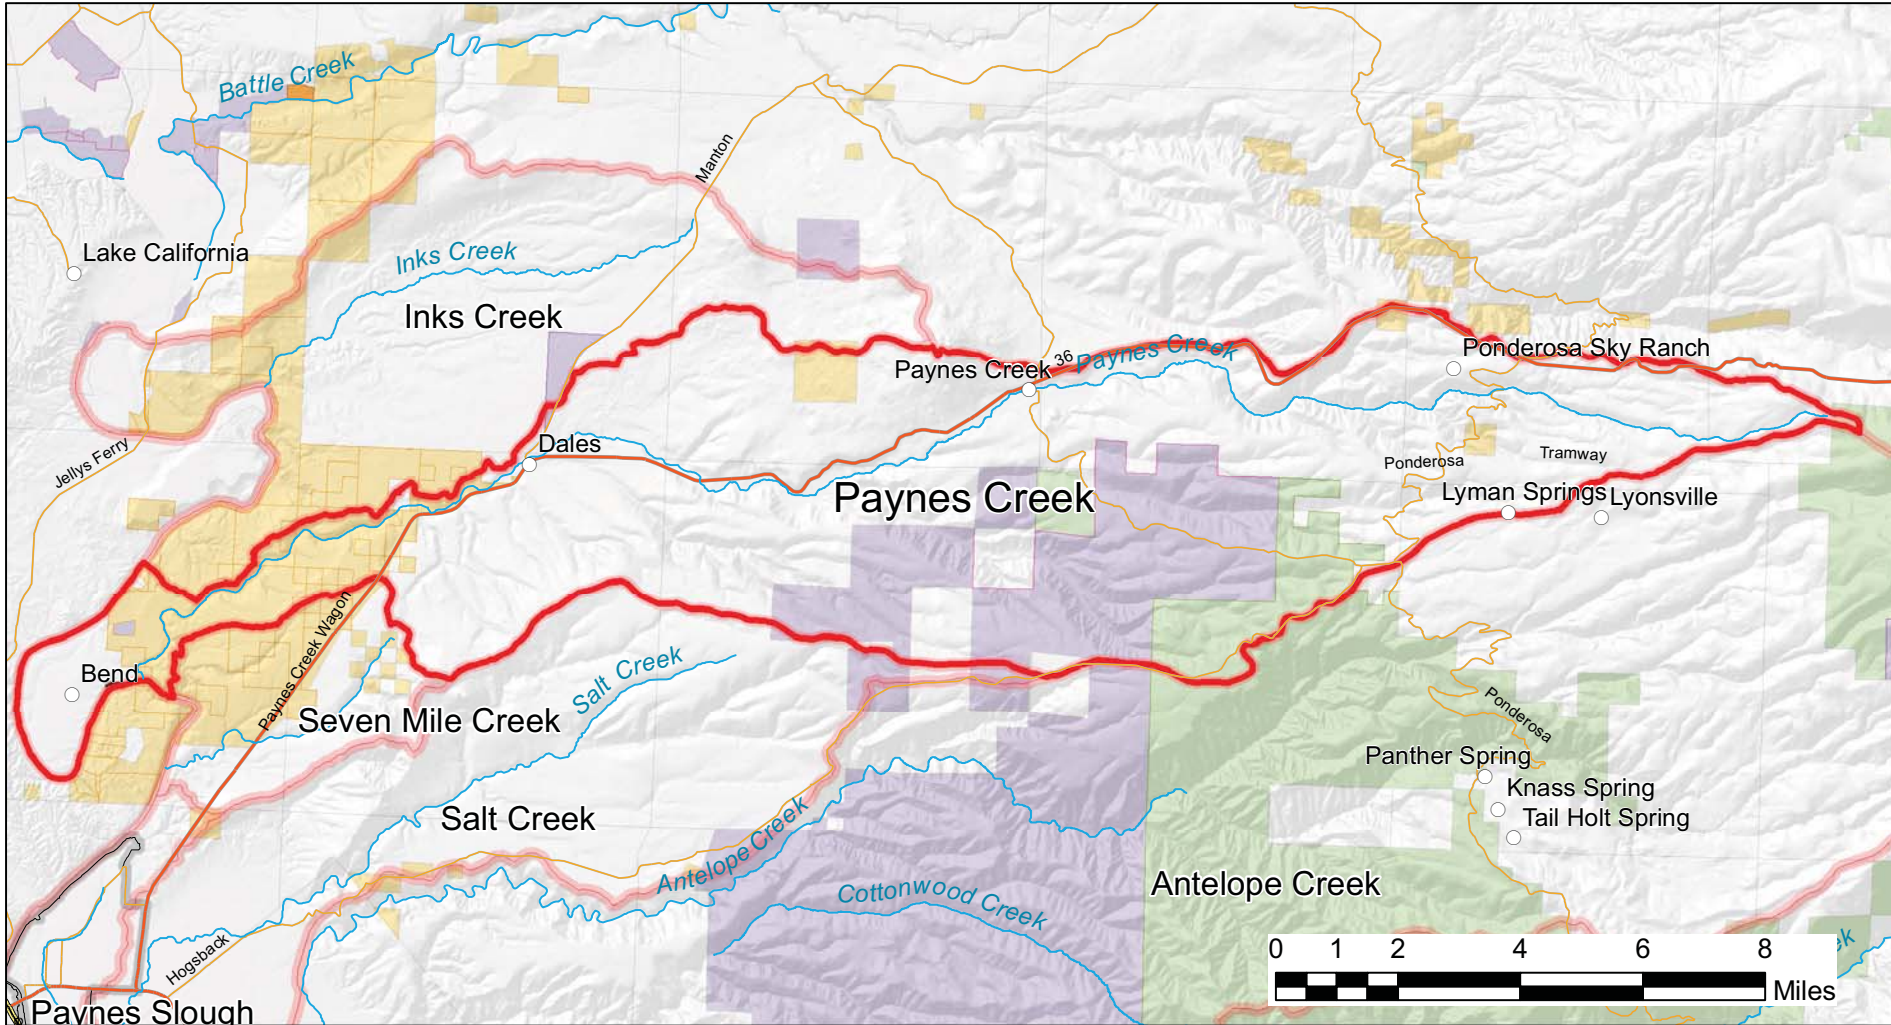 Battle Creek
Manton
Lake California
Inks Creek
Inks Creek
Paynes Creek
36
Paynes Creek
Ponderosa Sky Ranch
Jellys Ferry
Dales
Ponderosa
Tramway
Paynes Creek
Lyman Springs
Lyonsville
Paynes Creek Wagon
Bend
Salt Creek
Seven Mile Creek
Ponderosa
Panther Spring
Knass Spring
Tail Holt Spring
Salt Creek
Antelope Creek
Cottonwood Creek
Antelope Creek
Hogsback
0 1 2 4 6 8
Miles
ek
Paynes Slough